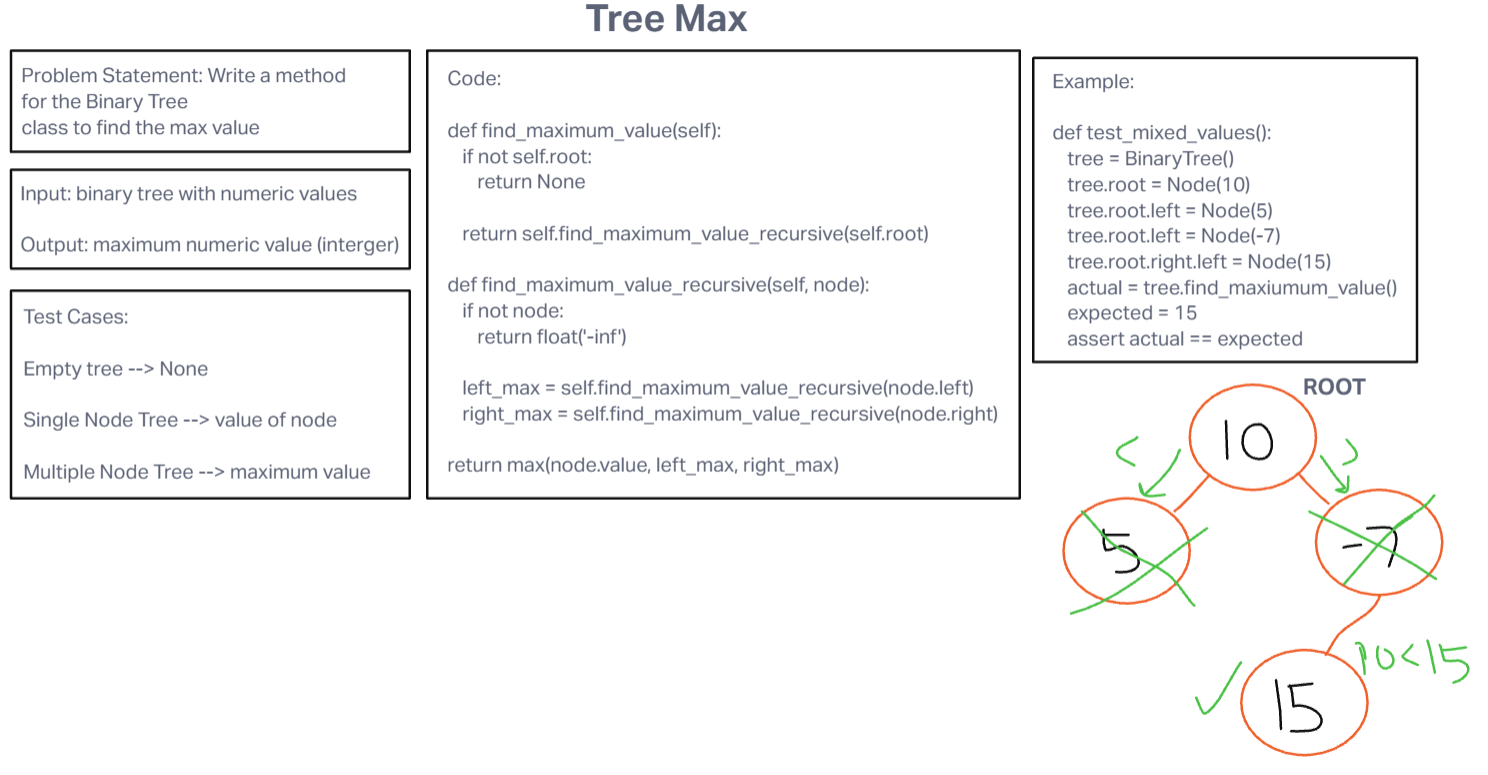 Tree Max
Problem Statement: Write a method
for the Binary Tree
class to find the max value
Input: binary tree with numeric values
Output: maximum numeric value (interger)
Test Cases:
Empty tree --> None
Single Node Tree --> value of node
Multiple Node Tree --> maximum value
Code:
def find_maximum_value(self):
if not self.root:
return None
return self.find_maximum_value_recursive(self.root)
def find_maximum_value_recursive(self, node):
if not node:
return float('-inf')
left_max = self.find_maximum_value_recursive(node.left)
right_max = self.find_maximum_value_recursive(node.right)
return max(node.value, left_max, right_max)
Example:
def test_mixed_values():
tree = BinaryTree()
tree.root = Node(10)
tree.root.left = Node(5)
tree.root.left = Node(-7)
tree.root.right.left = Node(15)
actual = tree.find_maxiumum_value()
expected = 15
assert actual == expected
ROOT
10
< >
5
-7
10<15
15